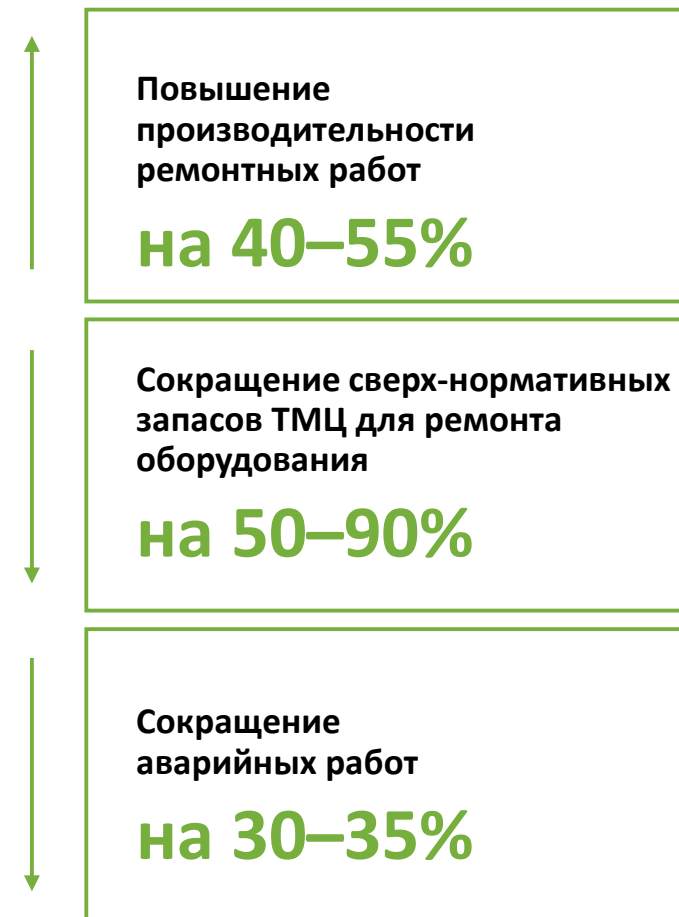 Повышение
производительности
ремонтных работ
на 40–55%
Сокращение сверх-нормативных
запасов ТМЦ для ремонта
оборудования
на 50–90%
Сокращение
аварийных работ
на 30–35%